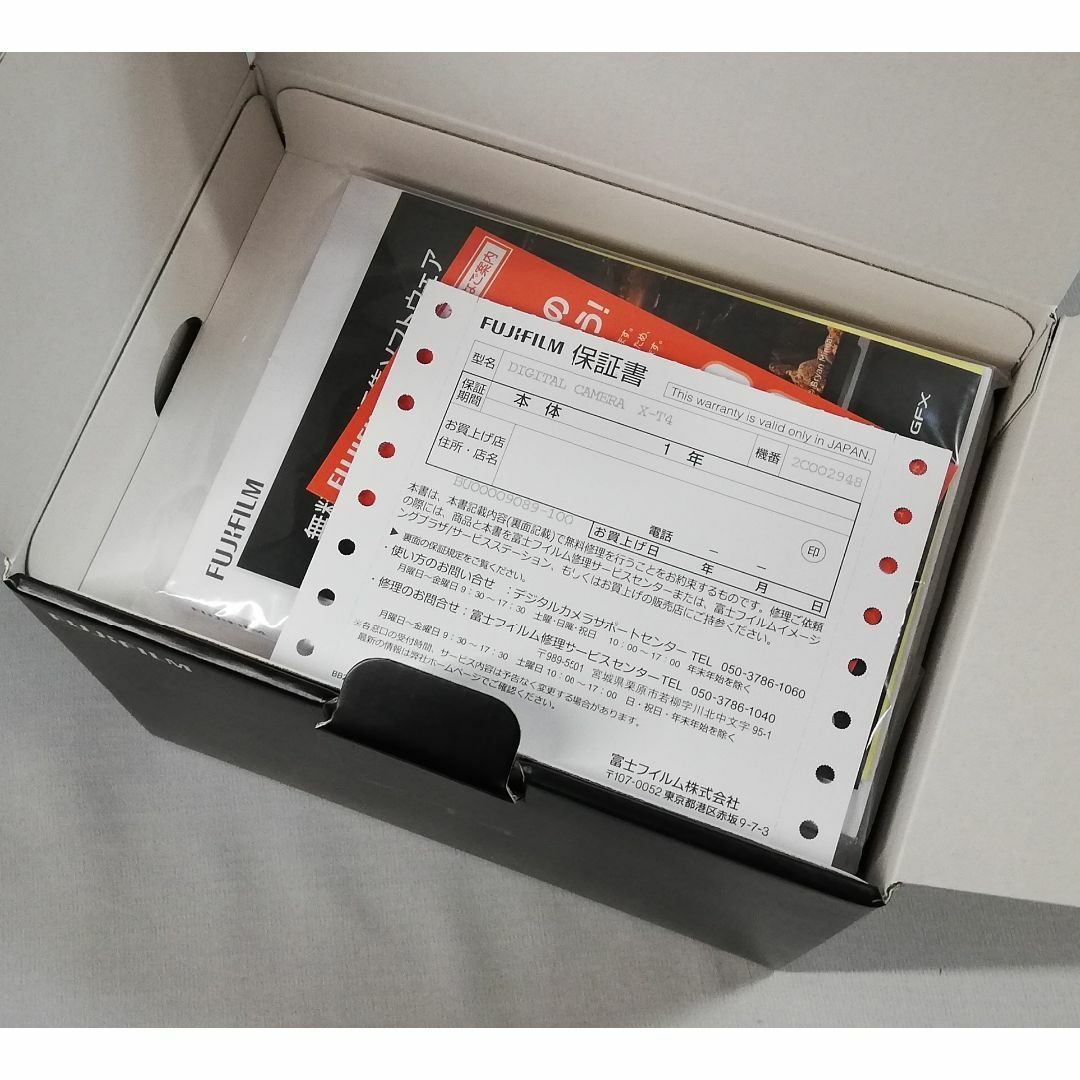 FUJIFILM 保証書
This warranty is valid only in JAPAN.
型名
DIGITAL CAMERA X-T4
機番
2C002948
保証期間
本体
1年
お買上げ店
住所・店名
BU00009089-100
電話
印
お買上げ日
年 月 日
本書は、本書記載内容(裏面記載)で無料修理を行うことをお約束するものです。修理ご依頼
の際には、商品と本書を富士フイルム修理サービスセンターまたは、富士フイルムイメージ
ングプラザ/サービスステーション、もしくはお買上げの販売店にご持参ください。
▶裏面の保証規定をご覧ください。
・使い方のお問い合せ :デジタルカメラサポートセンター TEL 050-3786-1060
月曜日～金曜日 9:30～17:30 土曜・日曜・祝日 10:00～17:00 年末年始を除く
・修理のお問合せ:富士フイルム修理サービスセンター TEL 050-3786-1040
〒989-5501 宮城県栗原市若柳字川北中文字95-1
月曜日～金曜日 9:30～17:30 土曜日 10:00～17:00 日・祝日・年末年始を除く
※各窓口の受付時間、サービス内容は予告なく変更する場合があります。
最新の情報は弊社ホームページでご確認ください。
富士フイルム株式会社
〒107-0052 東京都港区赤坂9-7-3
ご案内
Bryan
GFX
ソフトウェア
無料
FUJIFILM
FUJIFILM